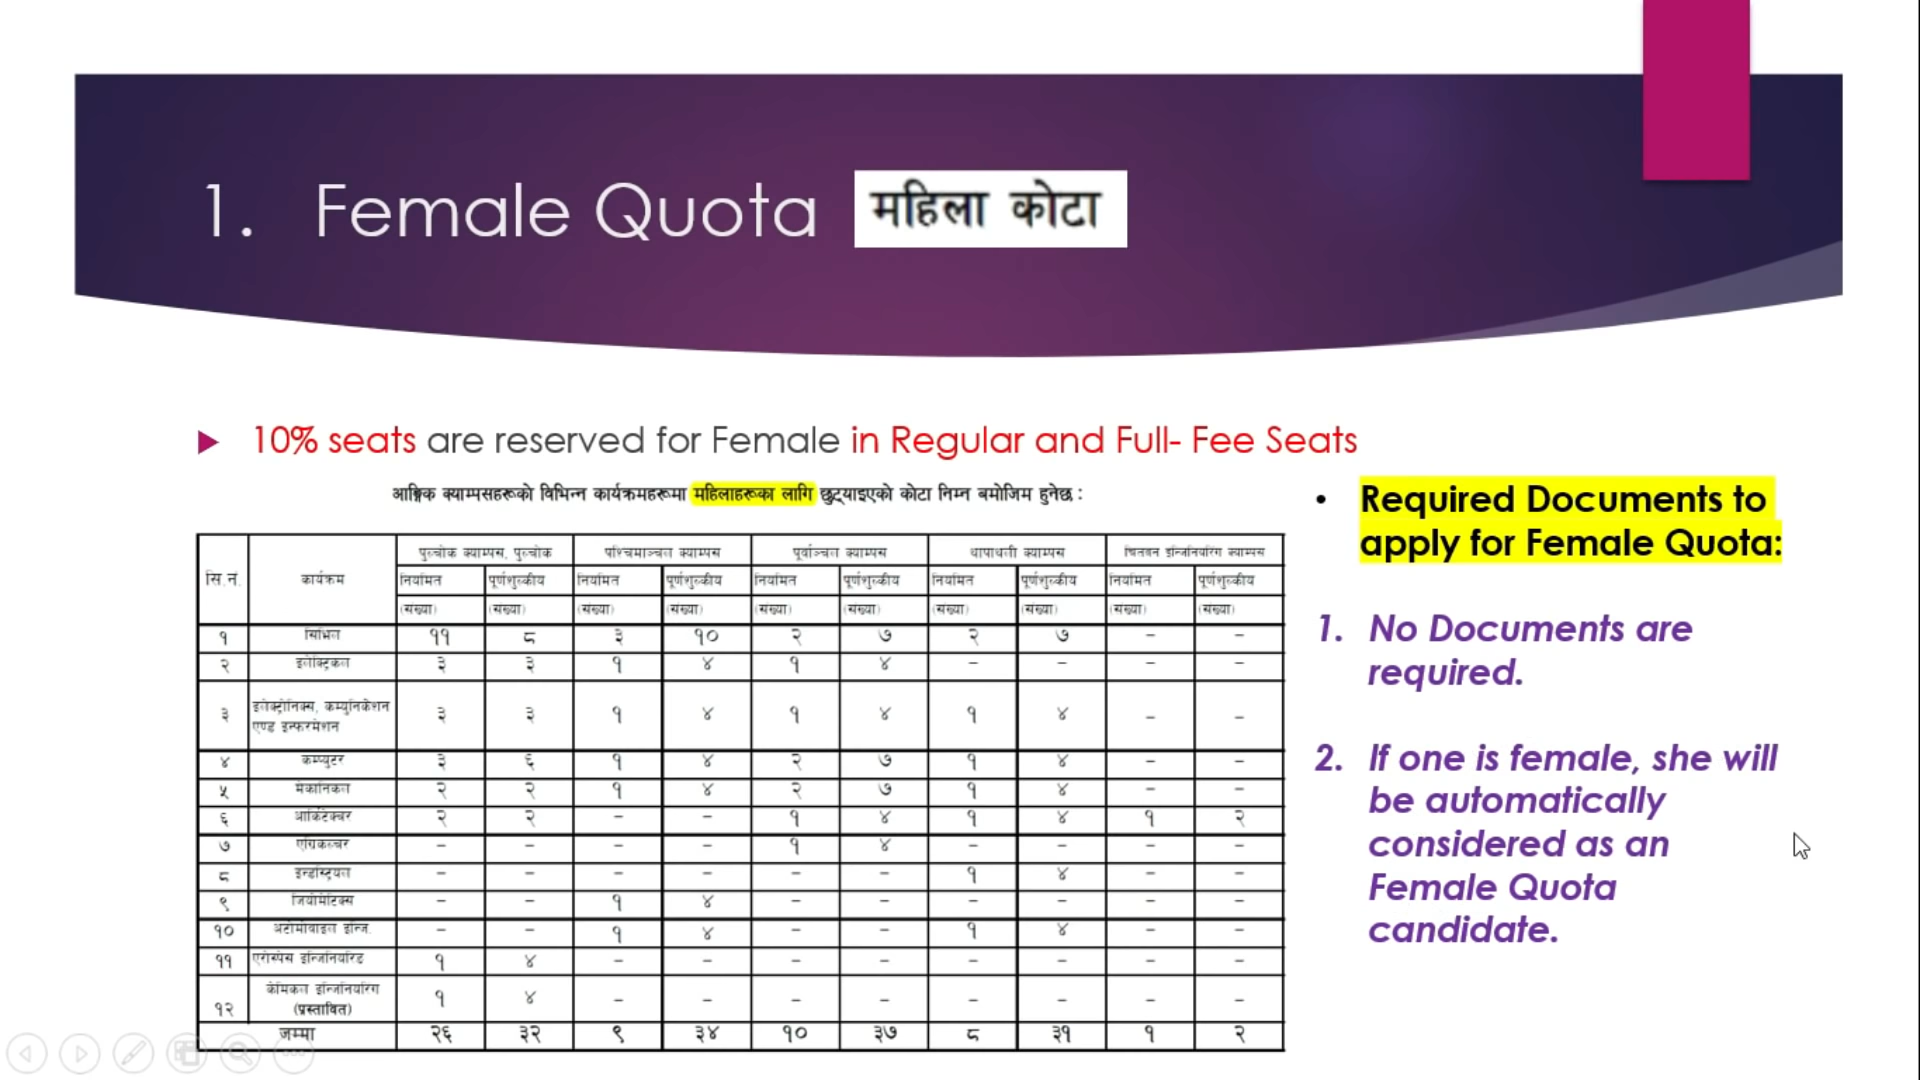 1. Female Quota महिला कोटा
10% seats are reserved for Female in Regular and Full- Fee Seats
आङ्गिक क्याम्पसहरूको विभिन्न कार्यक्रमहरूमा महिलाहरूका लागि छुट्याइएको कोटा निम्न बमोजिम हुनेछ :
सि.नं. कार्यक्रम पुल्चोक क्याम्पस, पुल्चोक पश्चिमाञ्चल क्याम्पस पूर्वाञ्चल क्याम्पस थापाथली क्याम्पस चितवन इन्जिनियरिंग क्याम्पस
नियमित पूर्णशुल्कीय नियमित पूर्णशुल्कीय नियमित पूर्णशुल्कीय नियमित पूर्णशुल्कीय नियमित पूर्णशुल्कीय
(संख्या) (संख्या) (संख्या) (संख्या) (संख्या) (संख्या) (संख्या) (संख्या) (संख्या) (संख्या)
१ सिभिल ११ ८ ३ १० २ ७ २ ७ - -
२ इलेक्ट्रिकल ३ ३ १ ४ १ ४ - - - -
३ इलेक्ट्रोनिक्स, कम्युनिकेशन एण्ड इन्फरमेशन ३ ३ १ ४ १ ४ १ ४ - -
४ कम्प्युटर ३ ६ १ ४ २ ७ १ ४ - -
५ मेकानिकल २ २ १ ४ २ ७ १ ४ - -
६ आर्किटेक्चर २ २ - - १ ४ १ ४ १ २
७ एग्रिकल्चर - - - - १ ४ - - - -
८ इन्डस्ट्रियल - - - - - - १ ४ - -
९ जियोमेटिक्स - - १ ४ - - - - - -
१० अटोमोबाइल इन्जि. - - १ ४ - - १ ४ - -
११ एरोस्पेस इन्जिनियरिङ १ ४ - - - - - - - -
१२ केमिकल इन्जिनियरिंग (प्रस्तावित) १ ४ - - - - - - - -
जम्मा २६ ३२ ९ ३४ १० ३७ ८ ३१ १ २
• Required Documents to
apply for Female Quota:
1. No Documents are
required.
2. If one is female, she will
be automatically
considered as an
Female Quota
candidate.